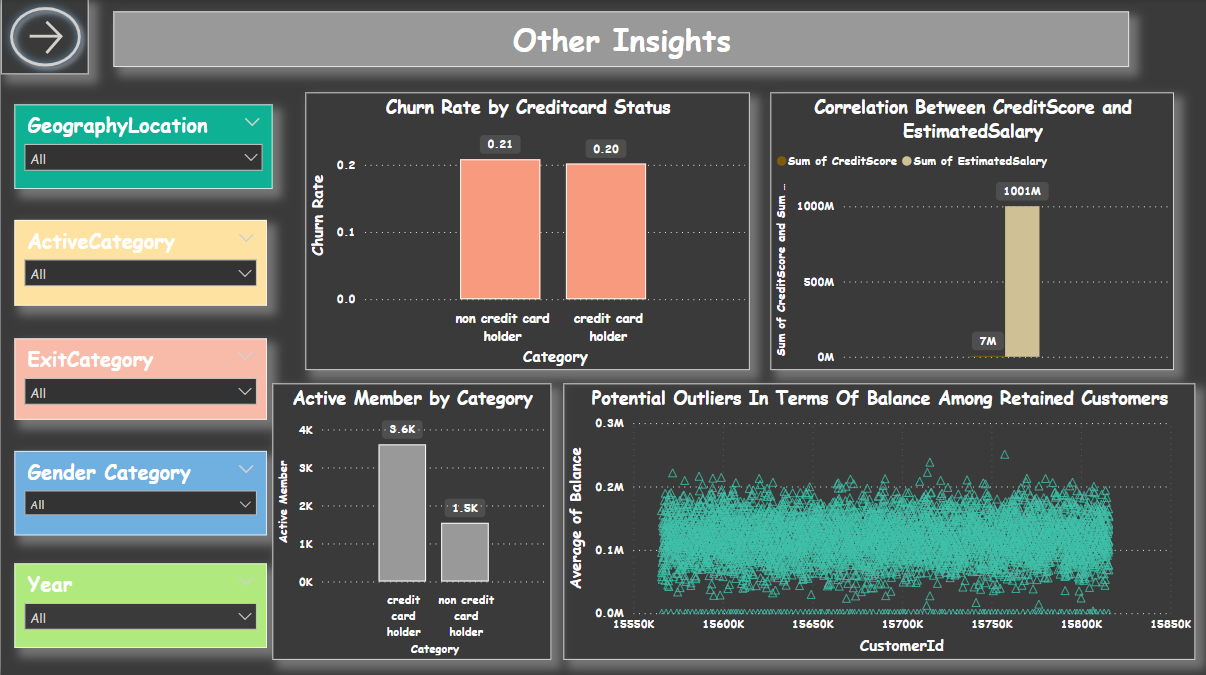 Other Insights
GeographyLocation
All
ActiveCategory
All
ExitCategory
All
Gender Category
All
Year
All
Churn Rate by Creditcard Status
Churn Rate
0.2
0.1
0.0
0.21
0.20
non credit card
holder
credit card
holder
Category
Correlation Between CreditScore and
EstimatedSalary
Sum of CreditScore
Sum of EstimatedSalary
Sum of CreditScore and Sum ...
1000M
500M
0M
7M
1001M
Active Member by Category
Active Member
4K
3K
2K
1K
0K
3.6K
1.5K
credit
card
holder
non credit
card
holder
Category
Potential Outliers In Terms Of Balance Among Retained Customers
Average of Balance
0.3M
0.2M
0.1M
0.0M
15550K
15600K
15650K
15700K
15750K
15800K
15850K
CustomerId